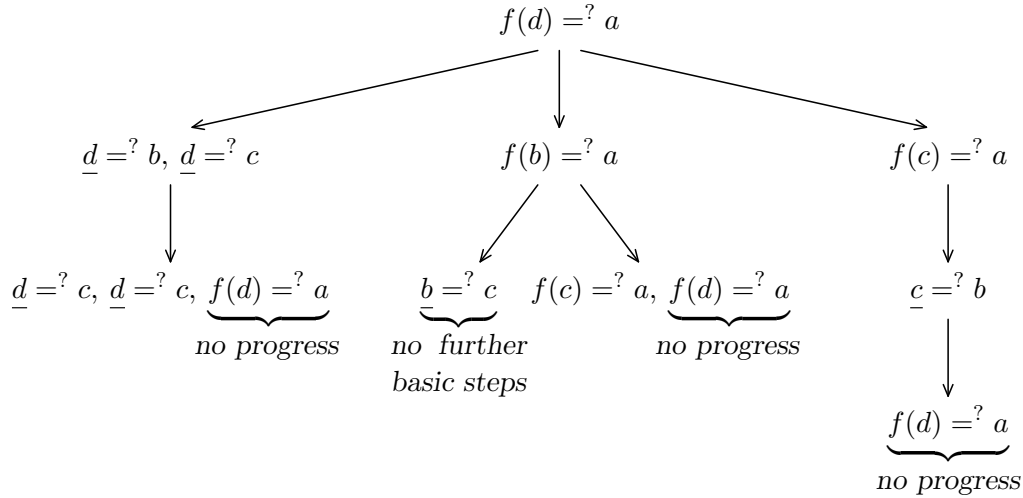 f(d) =? a
d =? b, d =? c
f(b) =? a
f(c) =? a
d =? c, d =? c, f(d) =? a
b =? c
f(c) =? a, f(d) =? a
c =? b
no progress
no further
basic steps
no progress
f(d) =? a
no progress